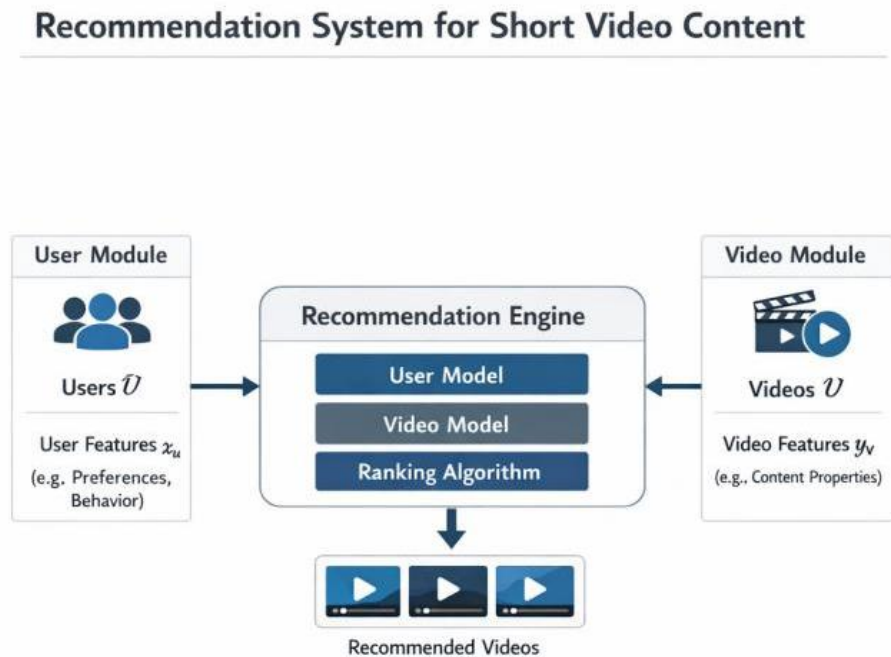 Recommendation System for Short Video Content
User Module
Users 𝒰̄
User Features xᵤ
(e.g. Preferences,
Behavior)
Recommendation Engine
User Model
Video Model
Ranking Algorithm
Video Module
Videos 𝒰
Video Features yᵥ
(e.g., Content Properties)
Recommended Videos